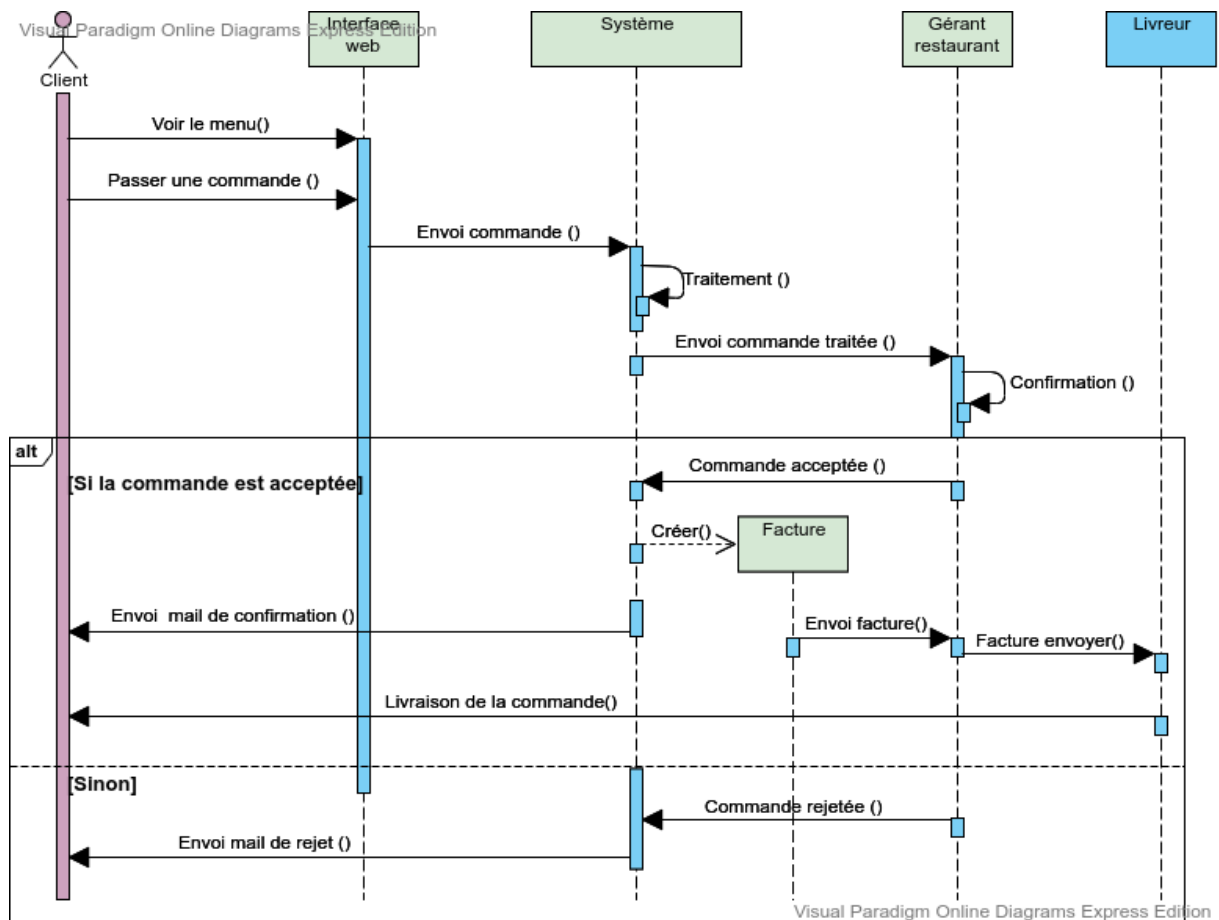 Visual Paradigm Online Diagrams Express Edition
Client
Interface
web
Système
Gérant
restaurant
Livreur
Voir le menu()
Passer une commande ()
Envoi commande ()
Traitement ()
Envoi commande traitée ()
Confirmation ()
alt
[Si la commande est acceptée]
Commande acceptée ()
Créer()
Facture
Envoi  mail de confirmation ()
Envoi facture()
Facture envoyer()
Livraison de la commande()
[Sinon]
Commande rejetée ()
Envoi mail de rejet ()
Visual Paradigm Online Diagrams Express Edition